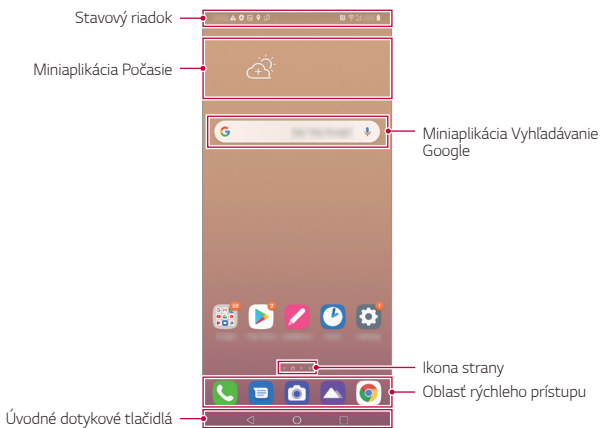 Stavový riadok
Miniaplikácia Počasie
Miniaplikácia Vyhľadávanie
Google
Ikona strany
Oblasť rýchleho prístupu
Úvodné dotykové tlačidlá